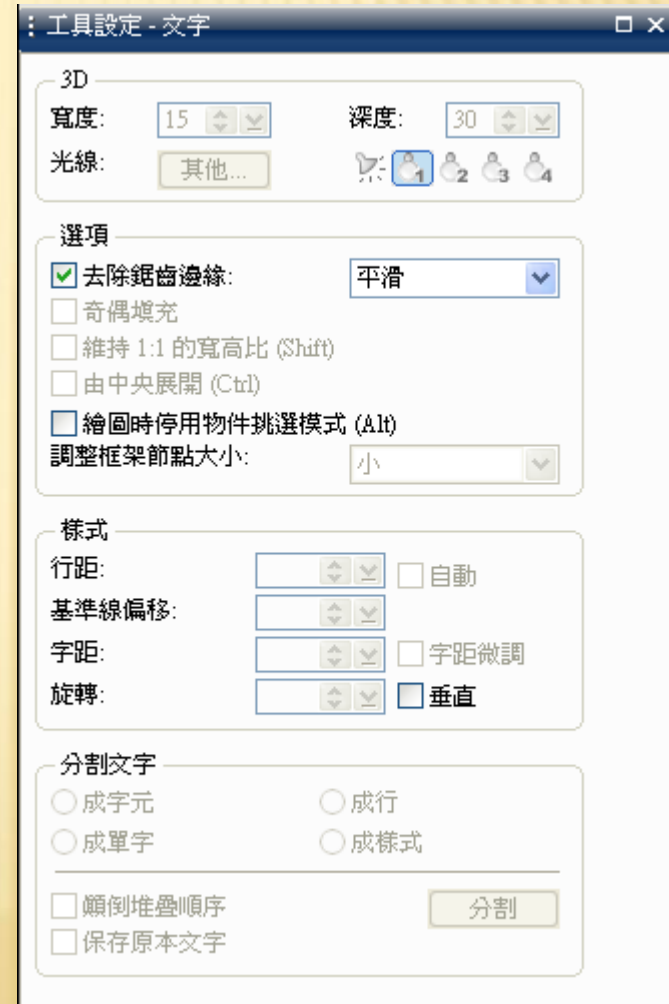 工具設定 - 文字
3D
寬度: 15 深度: 30
光線: 其他... 1 2 3 4
選項
去除鋸齒邊緣: 平滑
奇偶填充
維持 1:1 的寬高比 (Shift)
由中央展開 (Ctrl)
繪圖時停用物件挑選模式 (Alt)
調整框架節點大小: 小
樣式
行距: 自動
基準線偏移:
字距: 字距微調
旋轉: 垂直
分割文字
成字元 成行
成單字 成樣式
顛倒堆疊順序 分割
保存原本文字